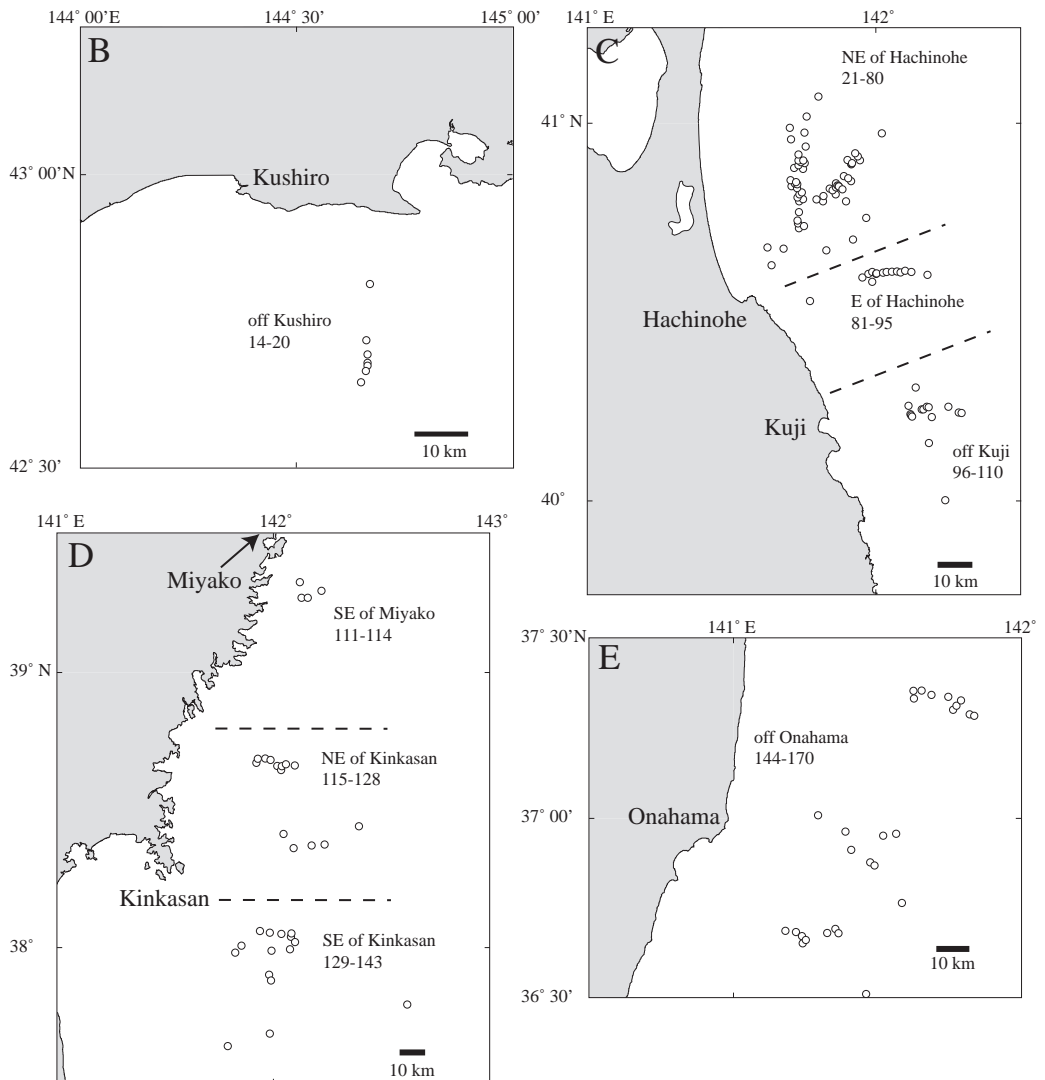 144° 00'E 144° 30' 145° 00'
B
43° 00'N
Kushiro
off Kushiro
14-20
10 km
42° 30'
141° E 142°
C
NE of Hachinohe
21-80
41° N
Hachinohe
E of Hachinohe
81-95
Kuji
off Kuji
96-110
40°
10 km
141° E 142° 143°
D
Miyako
SE of Miyako
111-114
39° N
NE of Kinkasan
115-128
Kinkasan
SE of Kinkasan
129-143
38°
10 km
141° E 142°
37° 30'N
E
off Onahama
144-170
37° 00'
Onahama
10 km
36° 30'